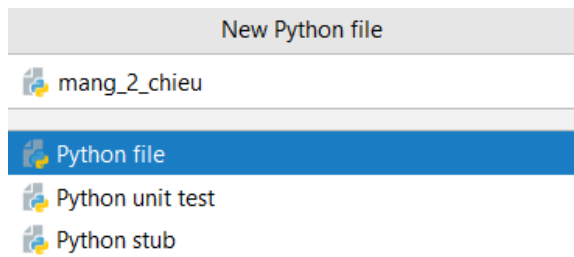 New Python file
mang_2_chieu
Python file
Python unit test
Python stub